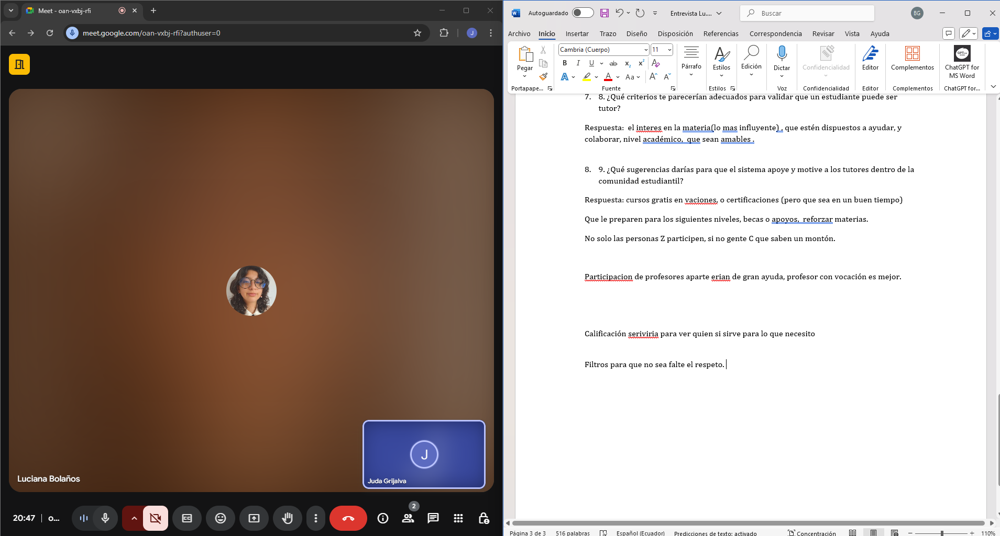 Meet - oan-vxbj-rfi
meet.google.com/oan-vxbj-rfi?authuser=0
J
Luciana Bolaños
J
Juda Grijalva
20:47 | o...
2
Autoguardado
Entrevista Lu....
Buscar
BG
Archivo Inicio Insertar Trazo Diseño Disposición Referencias Correspondencia Revisar Vista Ayuda
Cambria (Cuerpo) 11
Pegar
Párrafo
Estilos
Edición
Dictar
Confidencialidad
Editor
Complementos
ChatGPT for
MS Word
Portapape... Fuente Estilos Voz Confidencialidad Editor Complementos ChatGPT for...
7. 8. ¿Qué criterios te parecerían adecuados para validar que un estudiante puede ser
tutor?
Respuesta:  el interes en la materia(lo mas influyente) , que estén dispuestos a ayudar, y
colaborar, nivel académico,  que sean amables .
8. 9. ¿Qué sugerencias darías para que el sistema apoye y motive a los tutores dentro de la
comunidad estudiantil?
Respuesta: cursos gratis en vaciones, o certificaciones (pero que sea en un buen tiempo)
Que le preparen para los siguientes niveles, becas o apoyos,  reforzar materias.
No solo las personas Z participen, si no gente C que saben un montón.
Participacion de profesores aparte erian de gran ayuda, profesor con vocación es mejor.
Calificación seriviria para ver quien si sirve para lo que necesito
Filtros para que no sea falte el respeto.
Página 3 de 3 516 palabras Español (Ecuador) Predicciones de texto: activado Concentración 110%